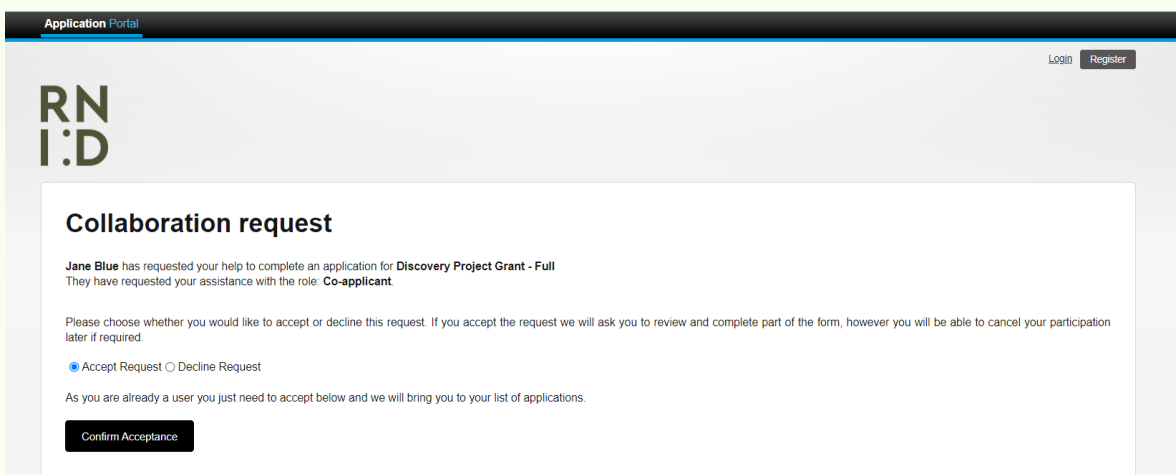 Application Portal
Login Register
RN
I:D
Collaboration request
Jane Blue has requested your help to complete an application for Discovery Project Grant - Full
They have requested your assistance with the role: Co-applicant.
Please choose whether you would like to accept or decline this request. If you accept the request we will ask you to review and complete part of the form, however you will be able to cancel your participation
later if required.
Accept Request Decline Request
As you are already a user you just need to accept below and we will bring you to your list of applications.
Confirm Acceptance